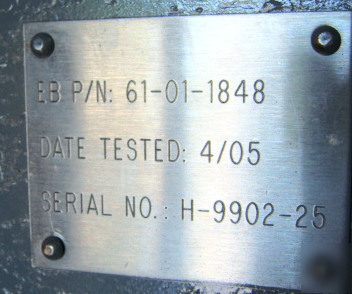 EB P/N: 61-01-1848
DATE TESTED: 4/05
SERIAL NO.: H-9902-25